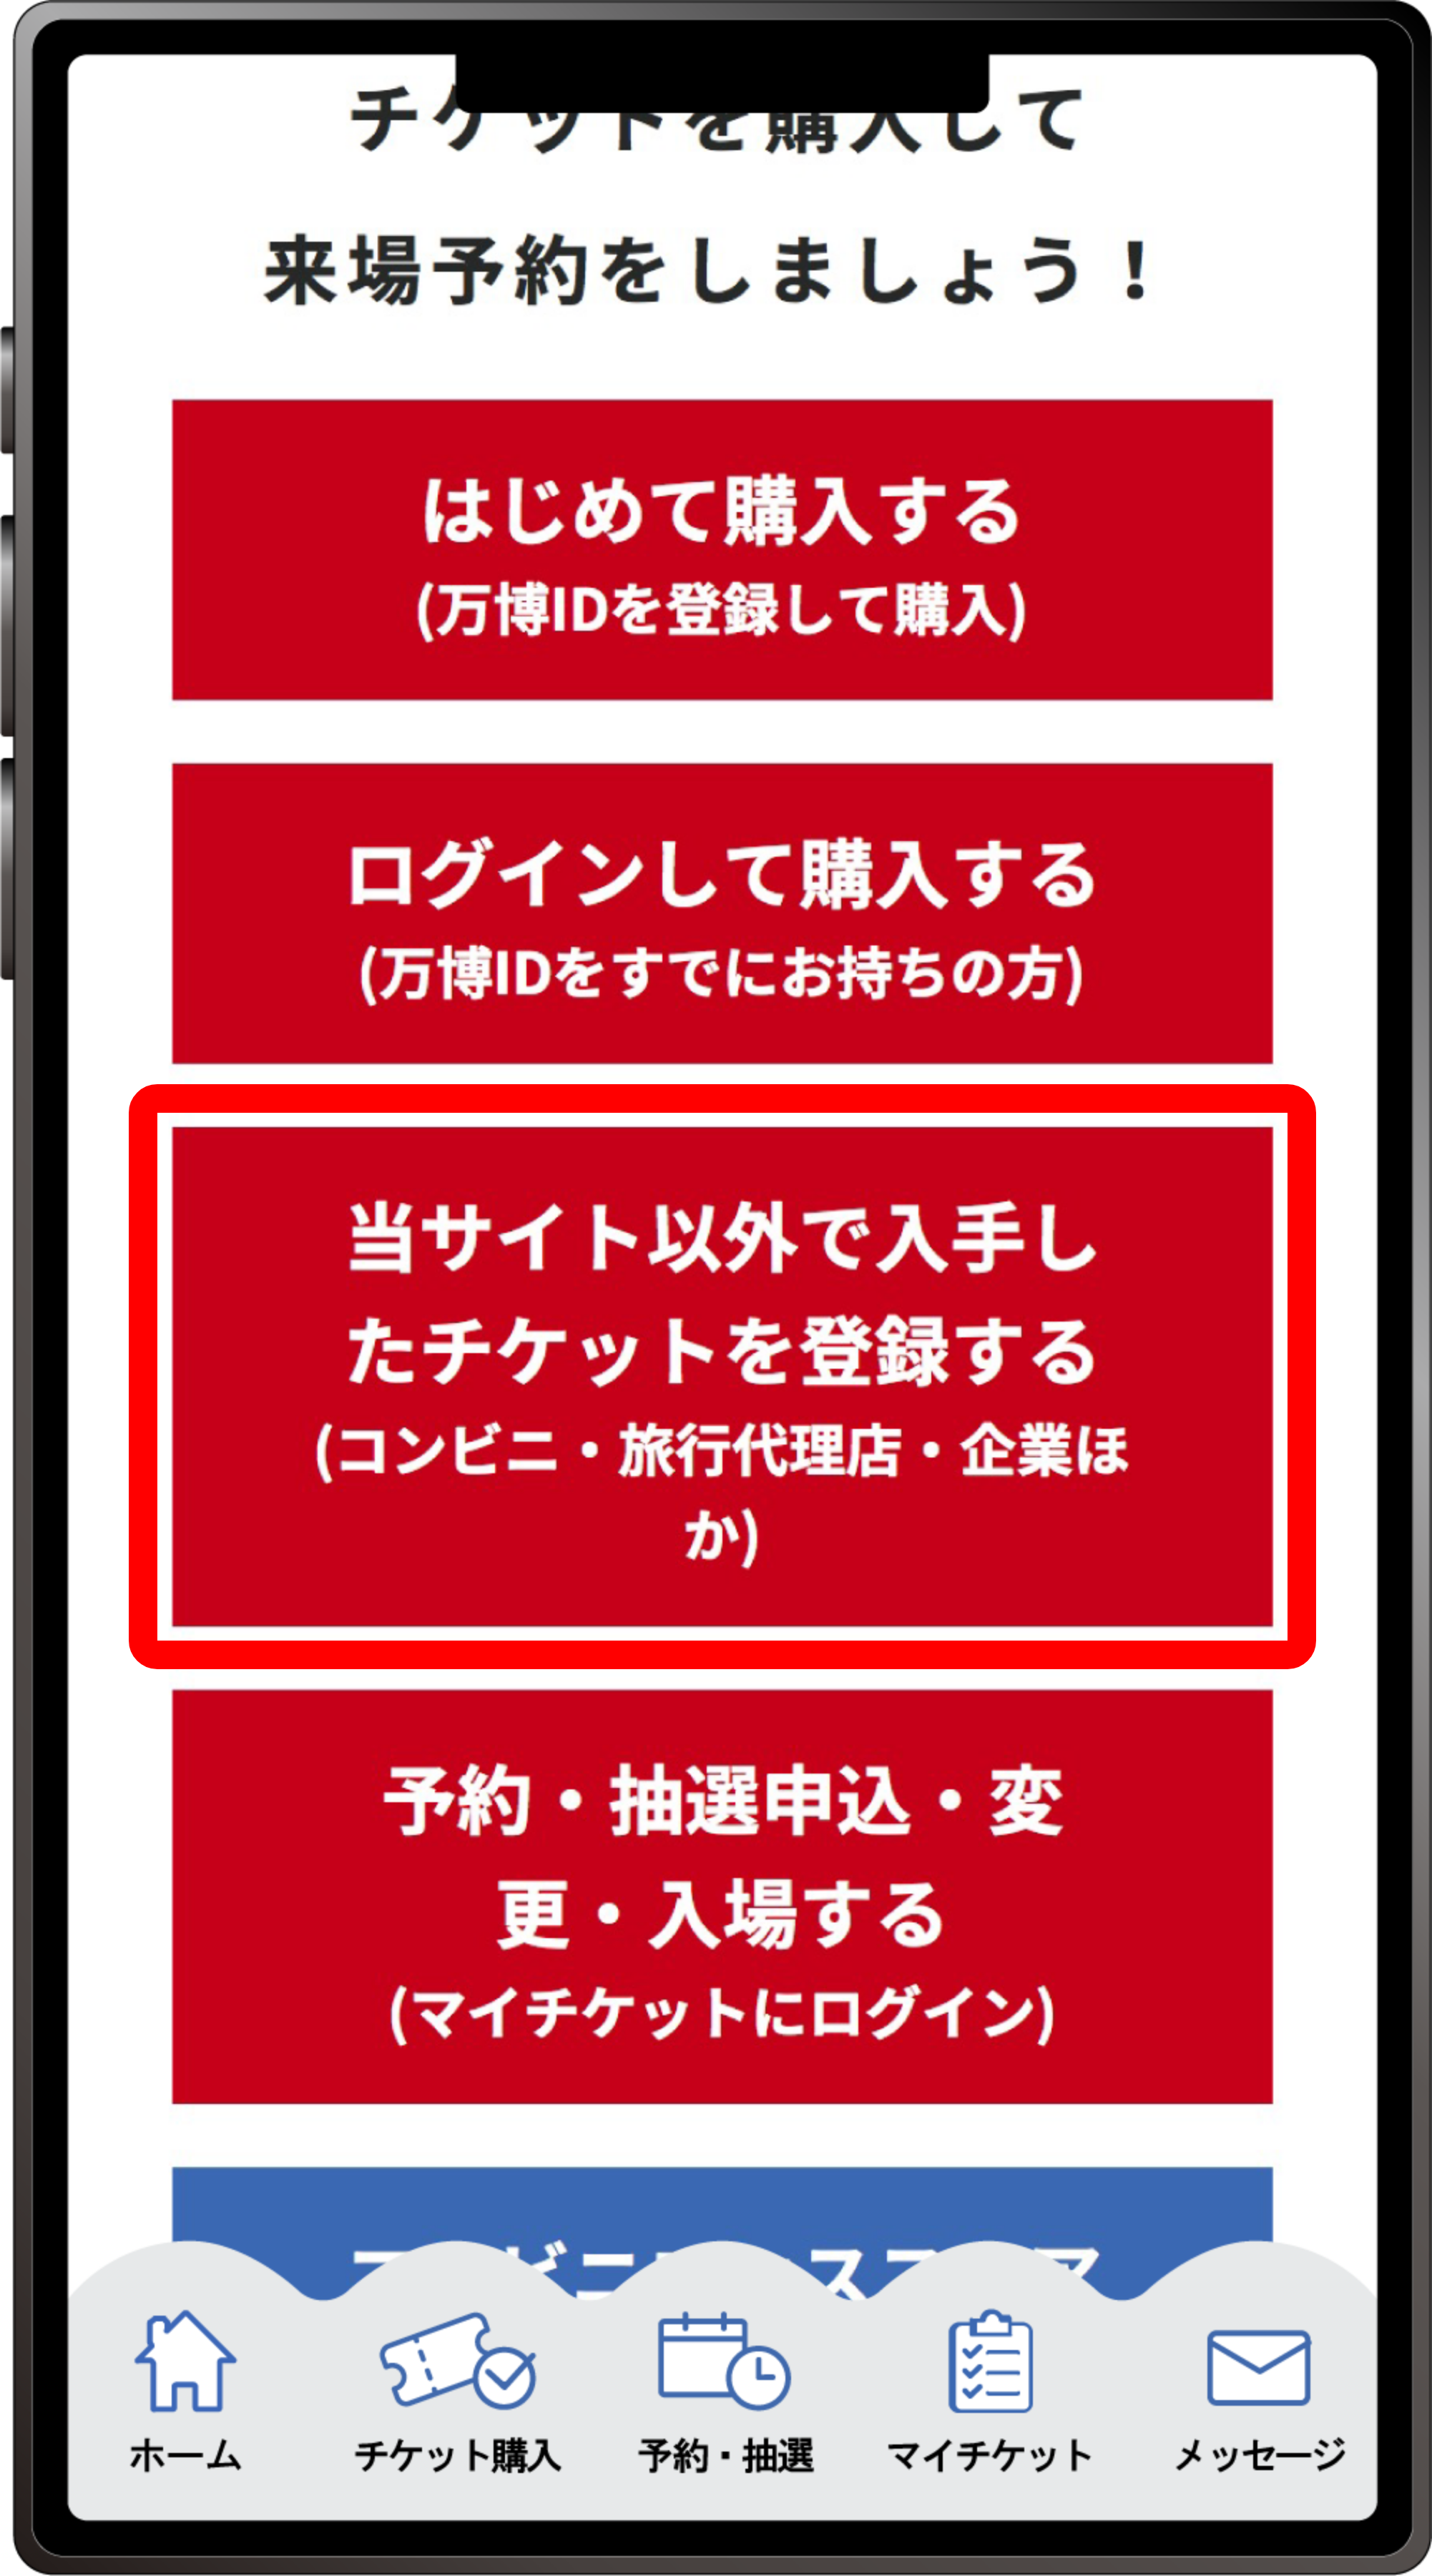 チケットを購入して
来場予約をしましょう！
はじめて購入する
(万博IDを登録して購入)
ログインして購入する
(万博IDをすでにお持ちの方)
当サイト以外で入手し
たチケットを登録する
(コンビニ・旅行代理店・企業ほ
か)
予約・抽選申込・変
更・入場する
(マイチケットにログイン)
ホーム
チケット購入
予約・抽選
マイチケット
メッセージ